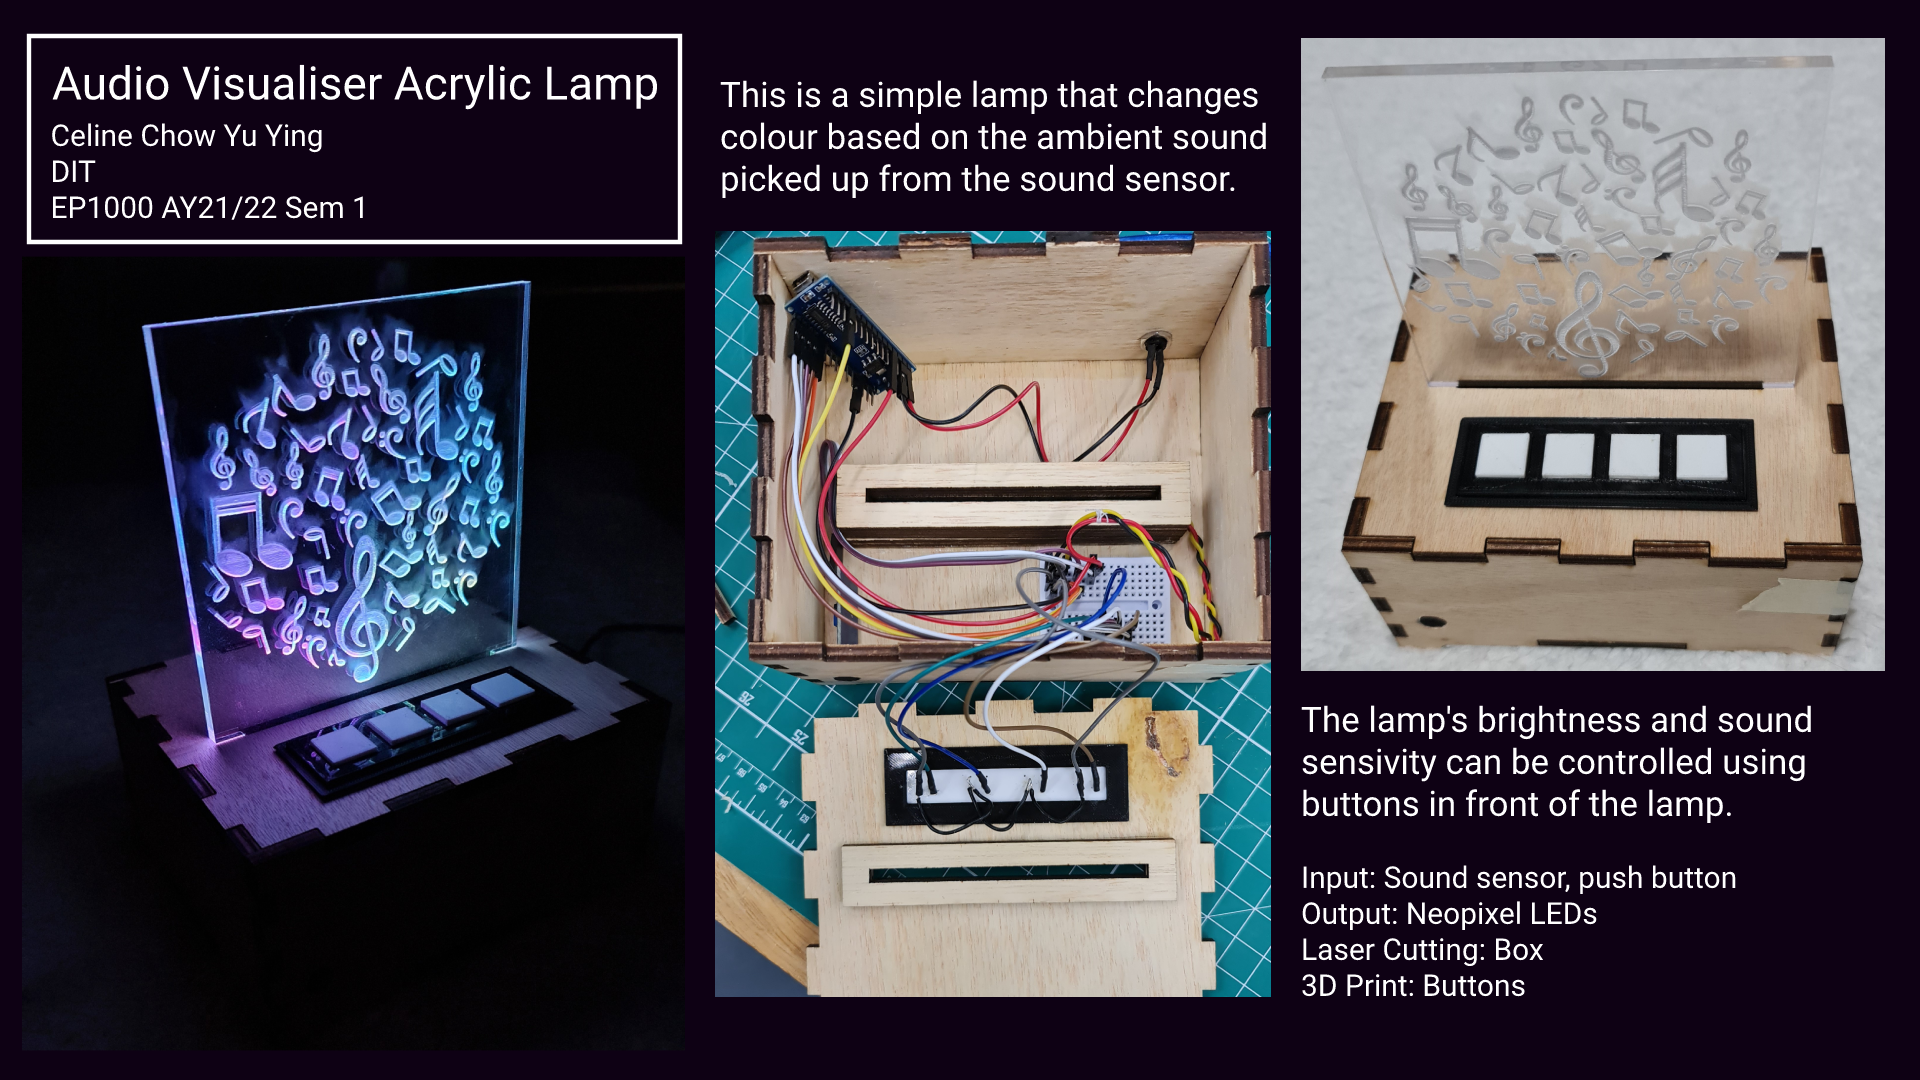 Audio Visualiser Acrylic Lamp
Celine Chow Yu Ying
DIT
EP1000 AY21/22 Sem 1
This is a simple lamp that changes
colour based on the ambient sound
picked up from the sound sensor.
The lamp's brightness and sound
sensivity can be controlled using
buttons in front of the lamp.
Input: Sound sensor, push button
Output: Neopixel LEDs
Laser Cutting: Box
3D Print: Buttons